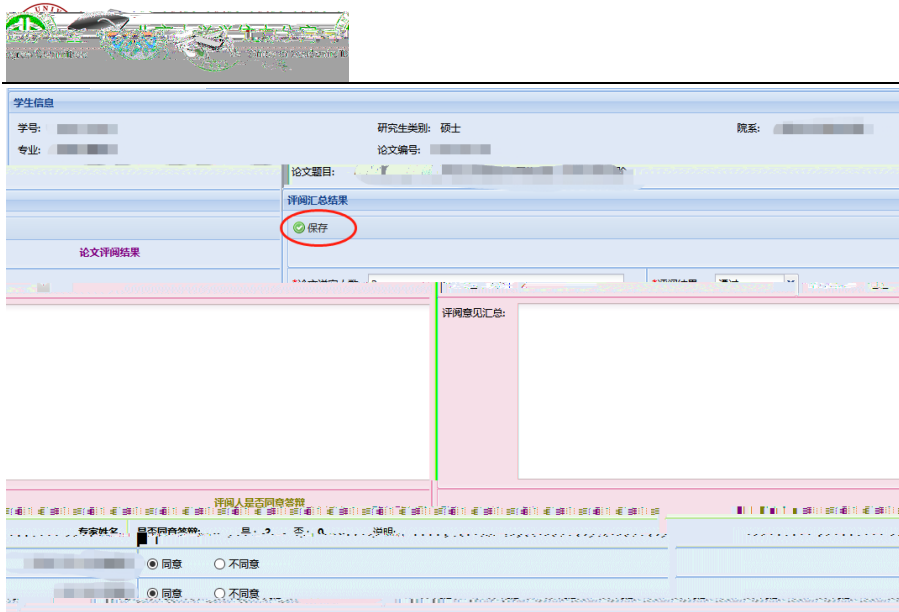 学生信息
学号: 研究生类别: 硕士 院系:
专业: 论文编号:
论文题目:
评阅汇总结果
保存
论文评阅结果
评阅意见汇总:
评阅人是否同意答辩
专家姓名 是否同意答辩: 是: 2 否: 0 说明:
同意 不同意
同意 不同意